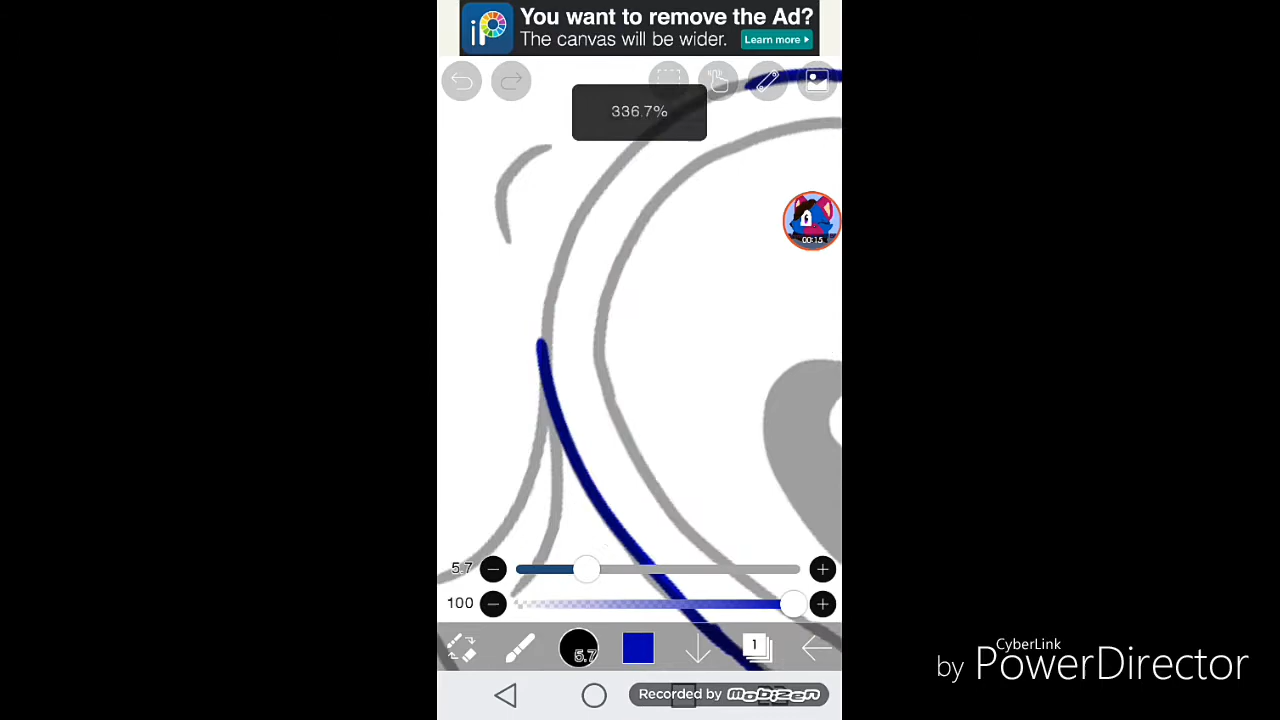 iP
You want to remove the Ad?
The canvas will be wider.
Learn more
336.7%
00:15
5.7
100
5.7
1
Recorded by mobizen
CyberLink
by PowerDirector